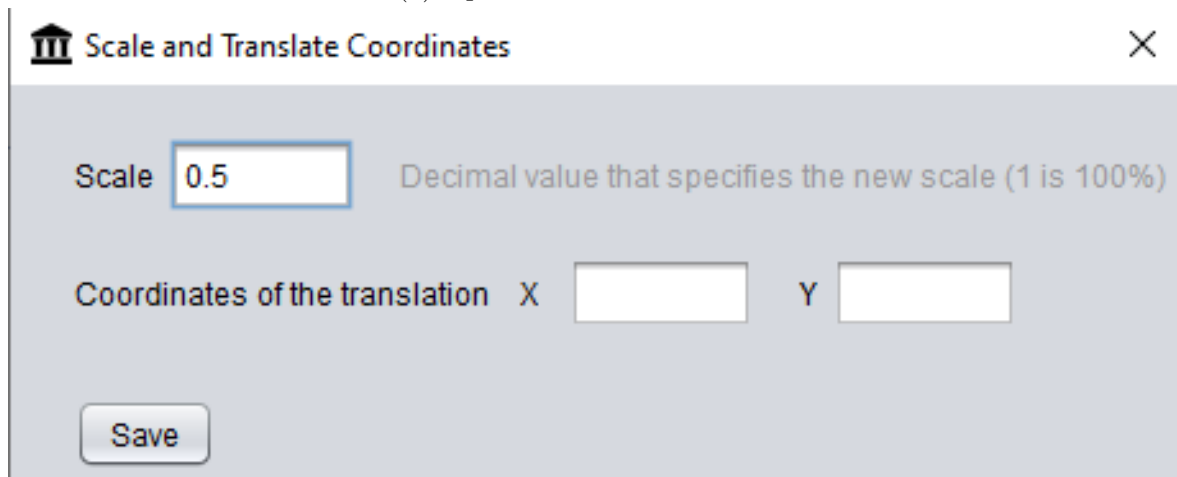 Scale and Translate Coordinates
Scale 0.5 Decimal value that specifies the new scale (1 is 100%)
Coordinates of the translation X Y
Save